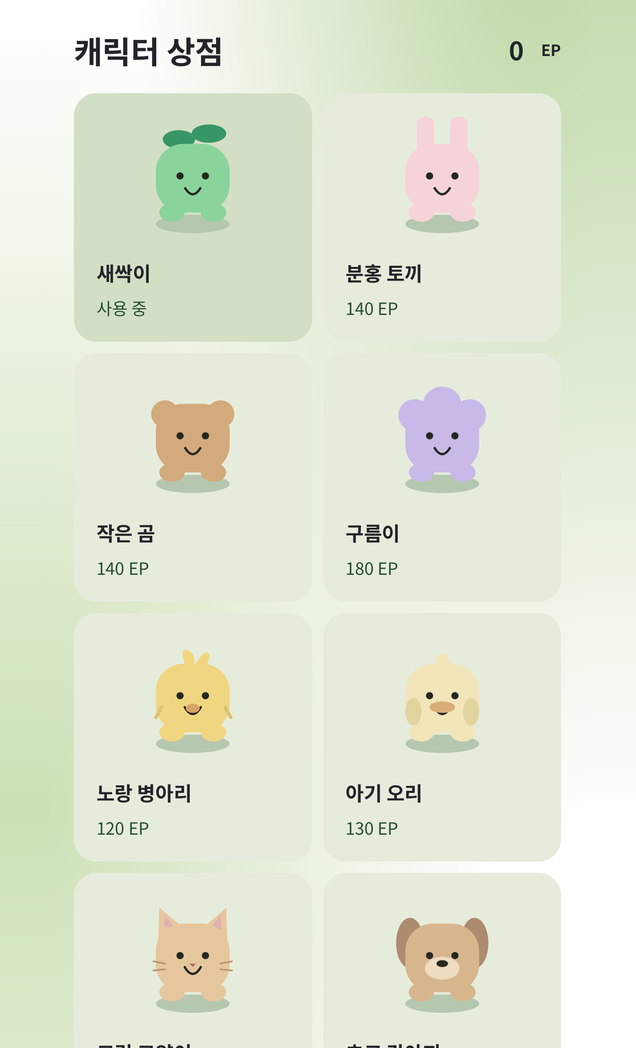 캐릭터 상점
0 EP
새싹이
사용 중
분홍 토끼
140 EP
작은 곰
140 EP
구름이
180 EP
노랑 병아리
120 EP
아기 오리
130 EP